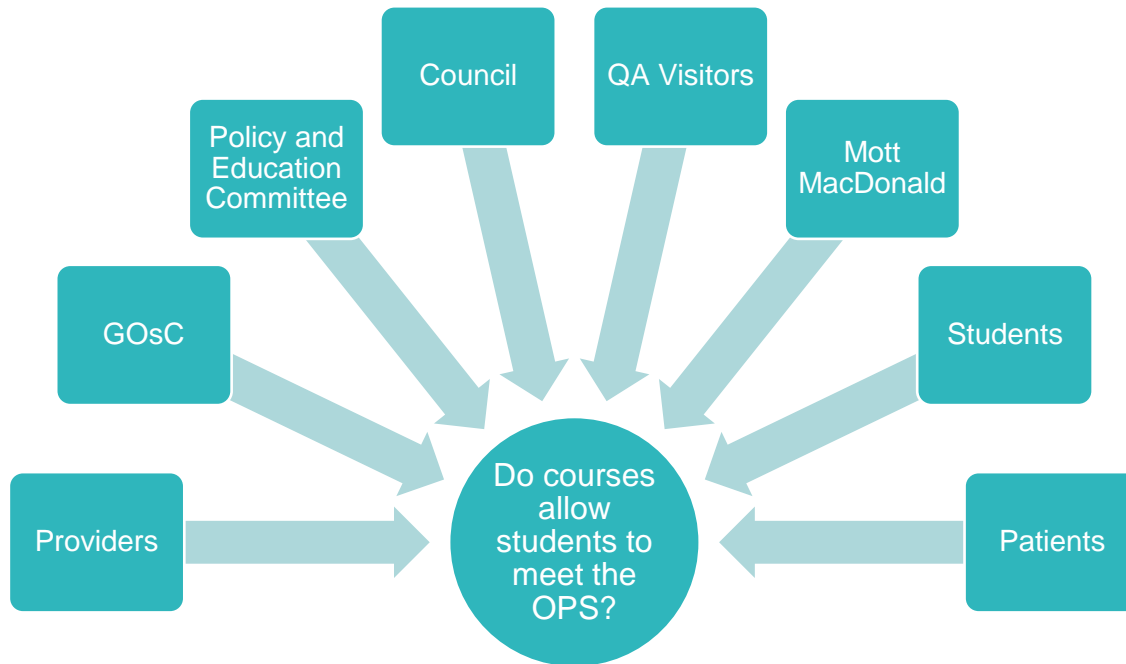 Council
QA Visitors
Policy and
Education
Committee
Mott
MacDonald
GOsC
Students
Providers
Do courses
allow
students to
meet the
OPS?
Patients